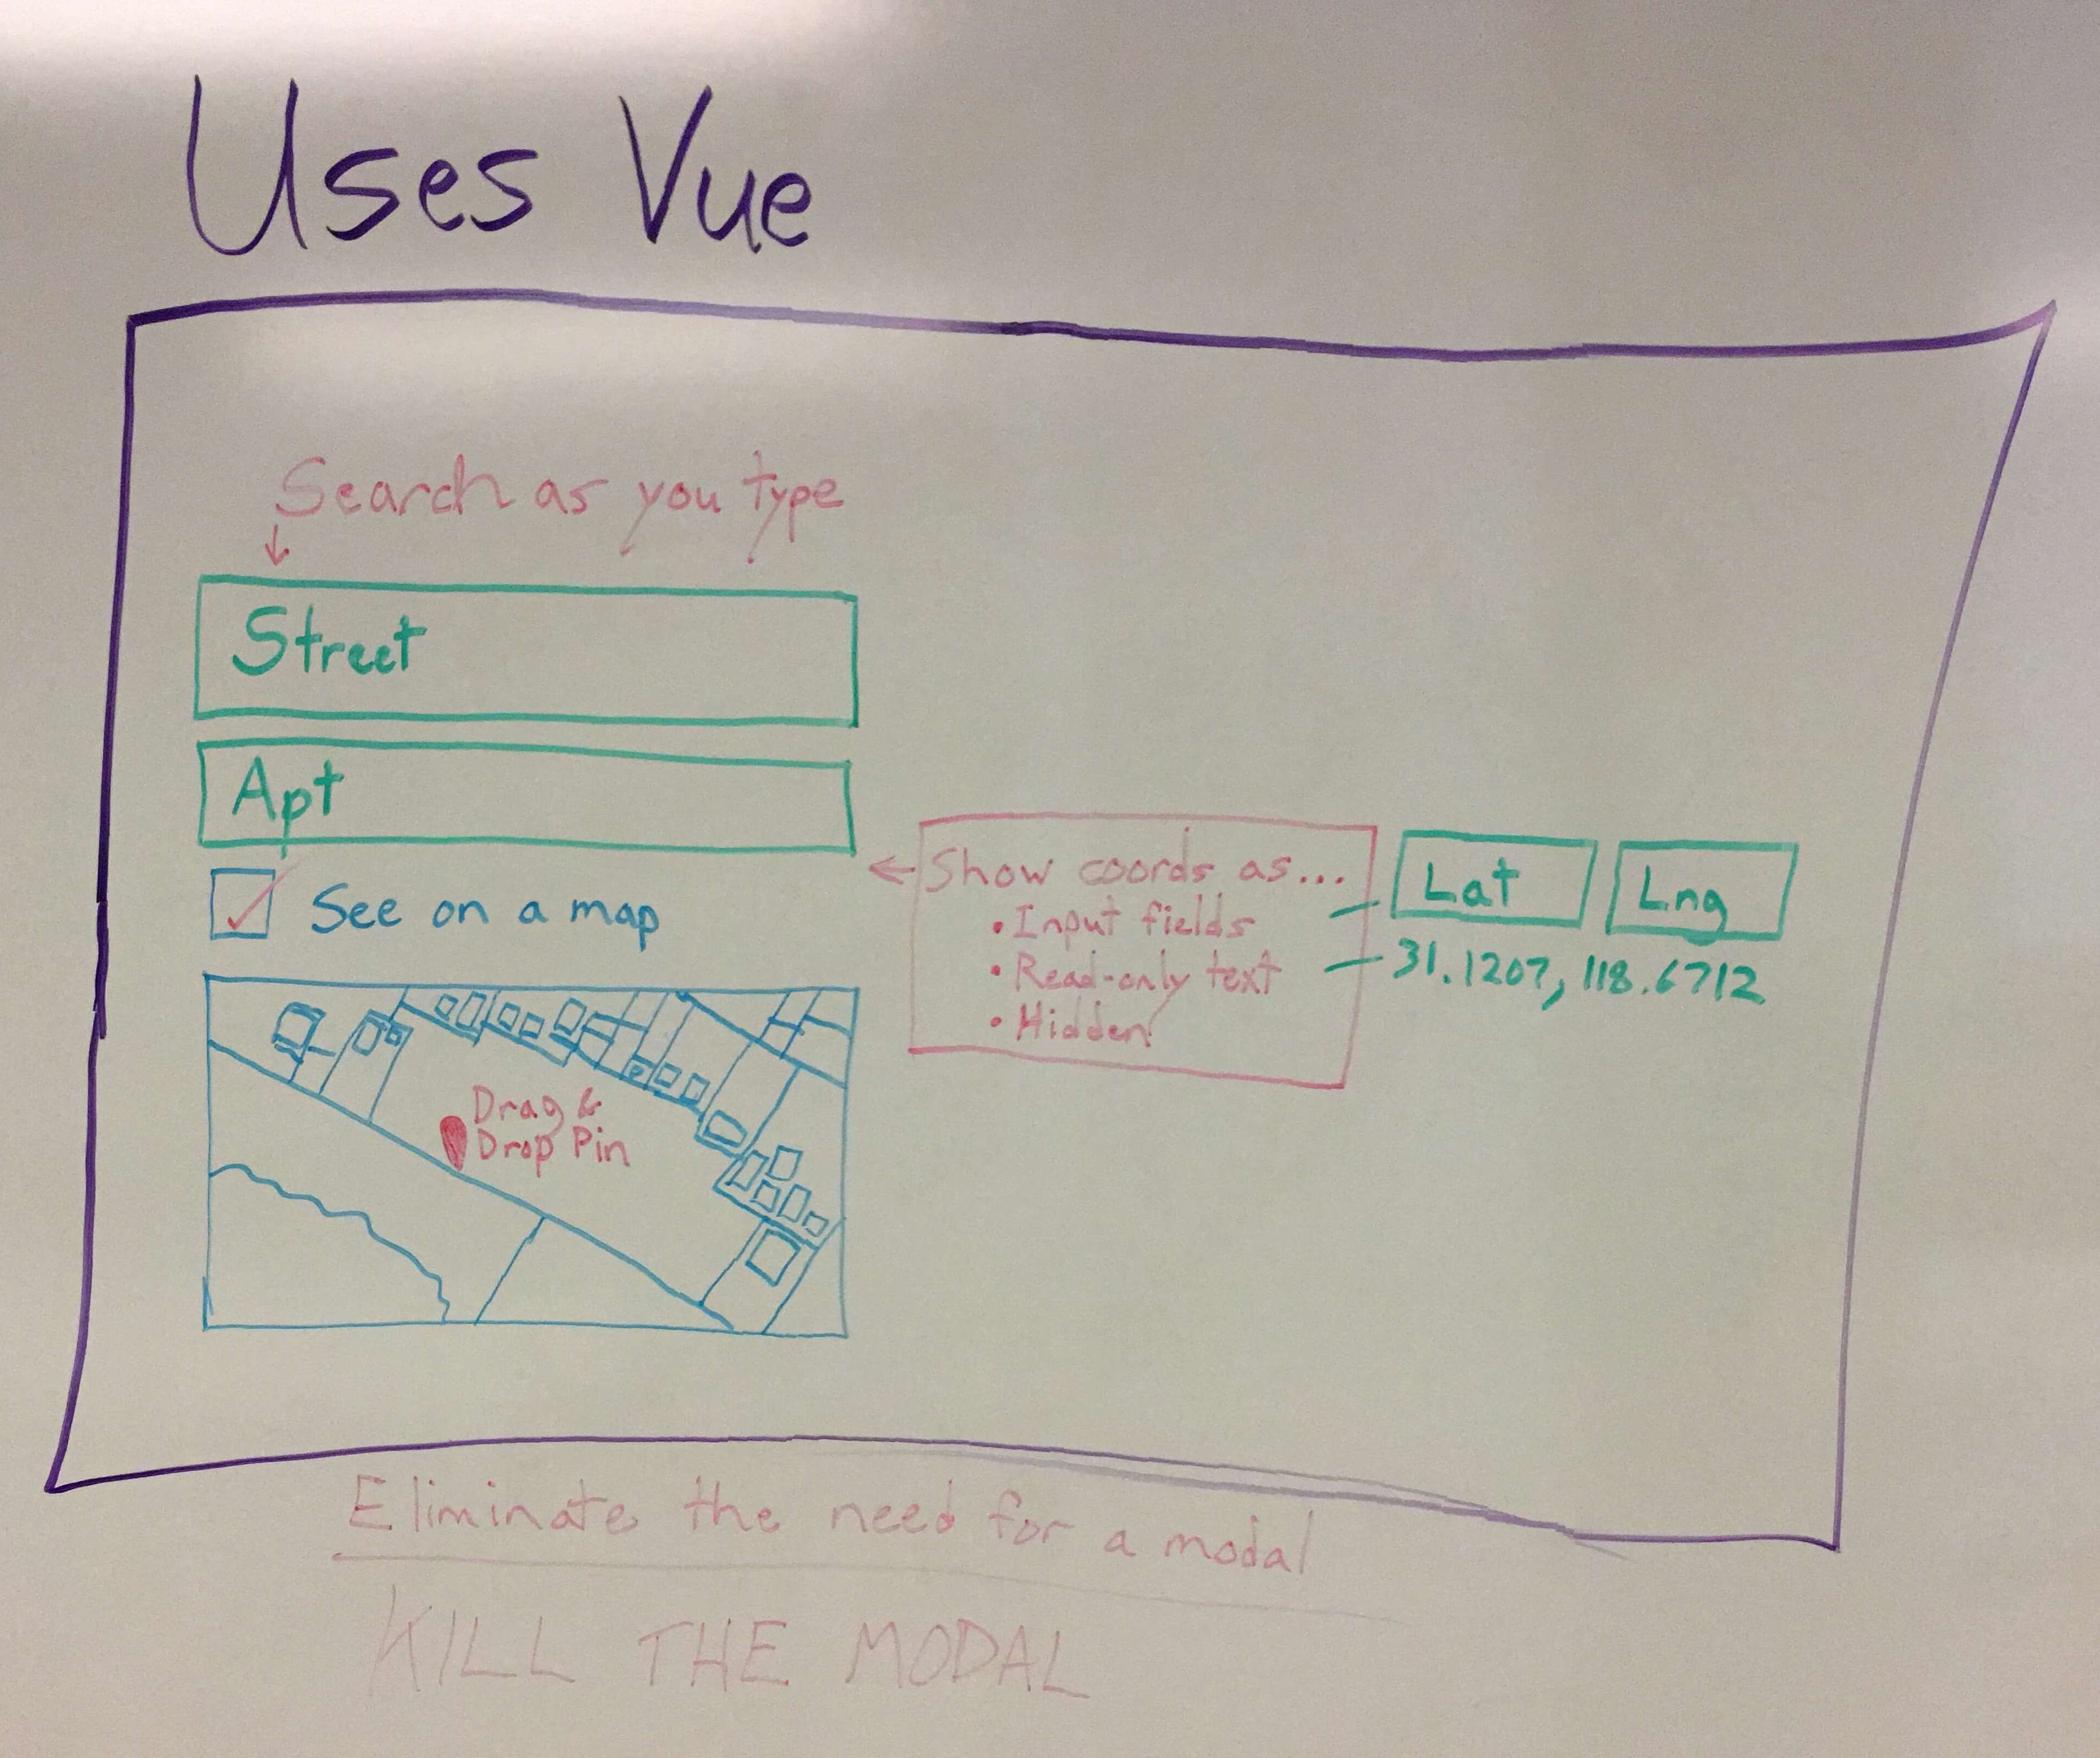 Uses Vue
Search as you type
Street
Apt
See on a map
Show coords as...
• Input fields
• Read-only text
• Hidden
Lat
Lng
31.1207, 118.6712
Drag &
Drop Pin
Eliminate the need for a modal
KILL THE MODAL